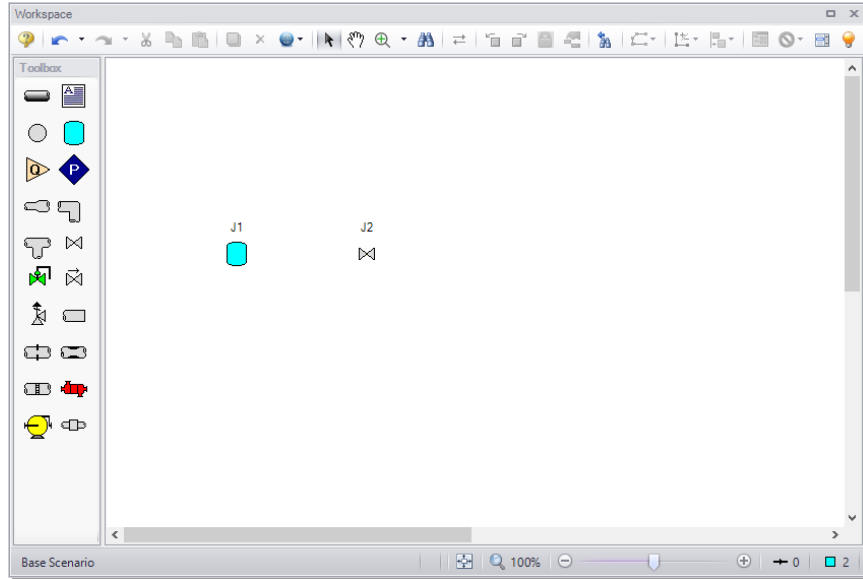 Workspace
Toolbox
A
Q
P
J1 J2
Base Scenario 100% 0 2